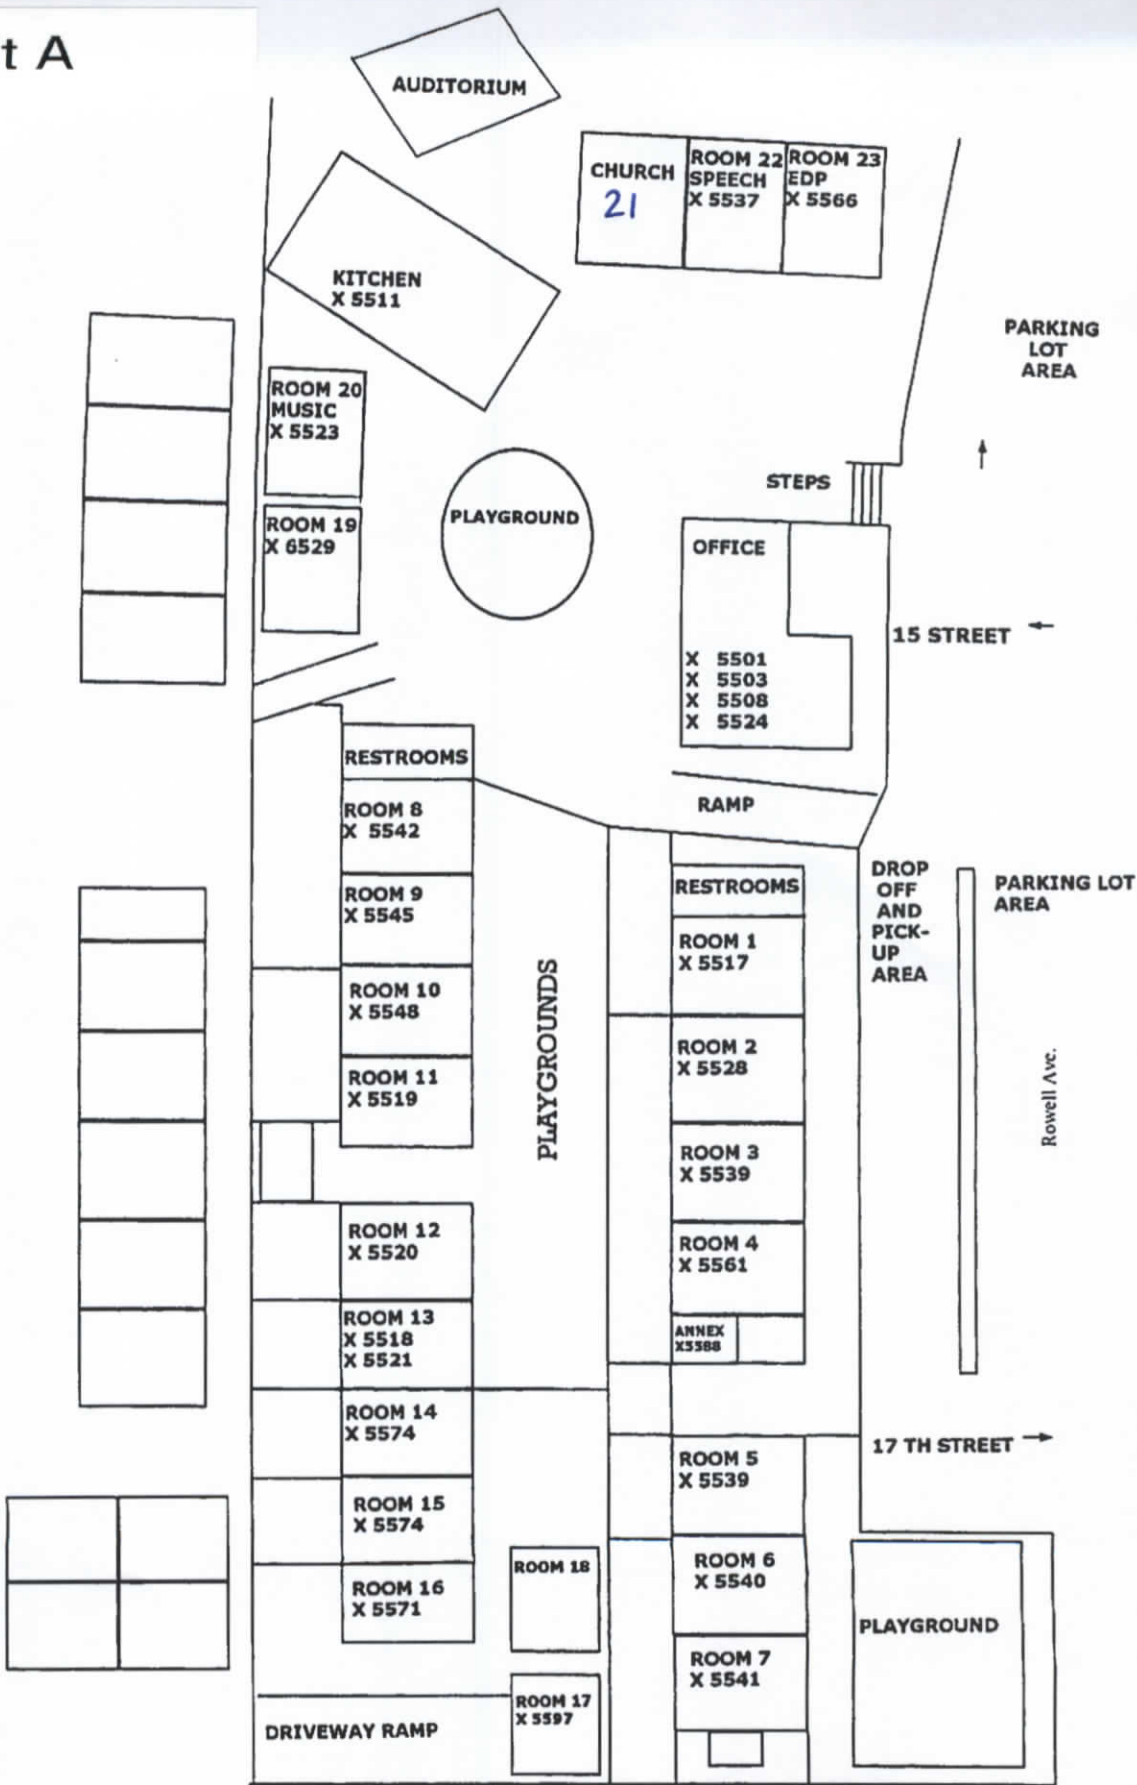 t A
AUDITORIUM
CHURCH
21
ROOM 22
SPEECH
X 5537
ROOM 23
EDP
X 5566
KITCHEN
X 5511
PARKING
LOT
AREA
ROOM 20
MUSIC
X 5523
STEPS
PLAYGROUND
ROOM 19
X 6529
OFFICE
X 5501
X 5503
X 5508
X 5524
15 STREET
RESTROOMS
ROOM 8
X 5542
RAMP
ROOM 9
X 5545
ROOM 10
X 5548
ROOM 11
X 5519
PLAYGROUNDS
RESTROOMS
ROOM 1
X 5517
ROOM 2
X 5528
ROOM 3
X 5539
ROOM 4
X 5561
ANNEX
X5588
DROP
OFF
AND
PICK-
UP
AREA
PARKING LOT
AREA
Rowell Ave.
ROOM 12
X 5520
ROOM 13
X 5518
X 5521
ROOM 14
X 5574
ROOM 15
X 5574
ROOM 16
X 5571
17 TH STREET
ROOM 5
X 5539
ROOM 6
X 5540
ROOM 7
X 5541
ROOM 18
ROOM 17
X 5597
PLAYGROUND
DRIVEWAY RAMP